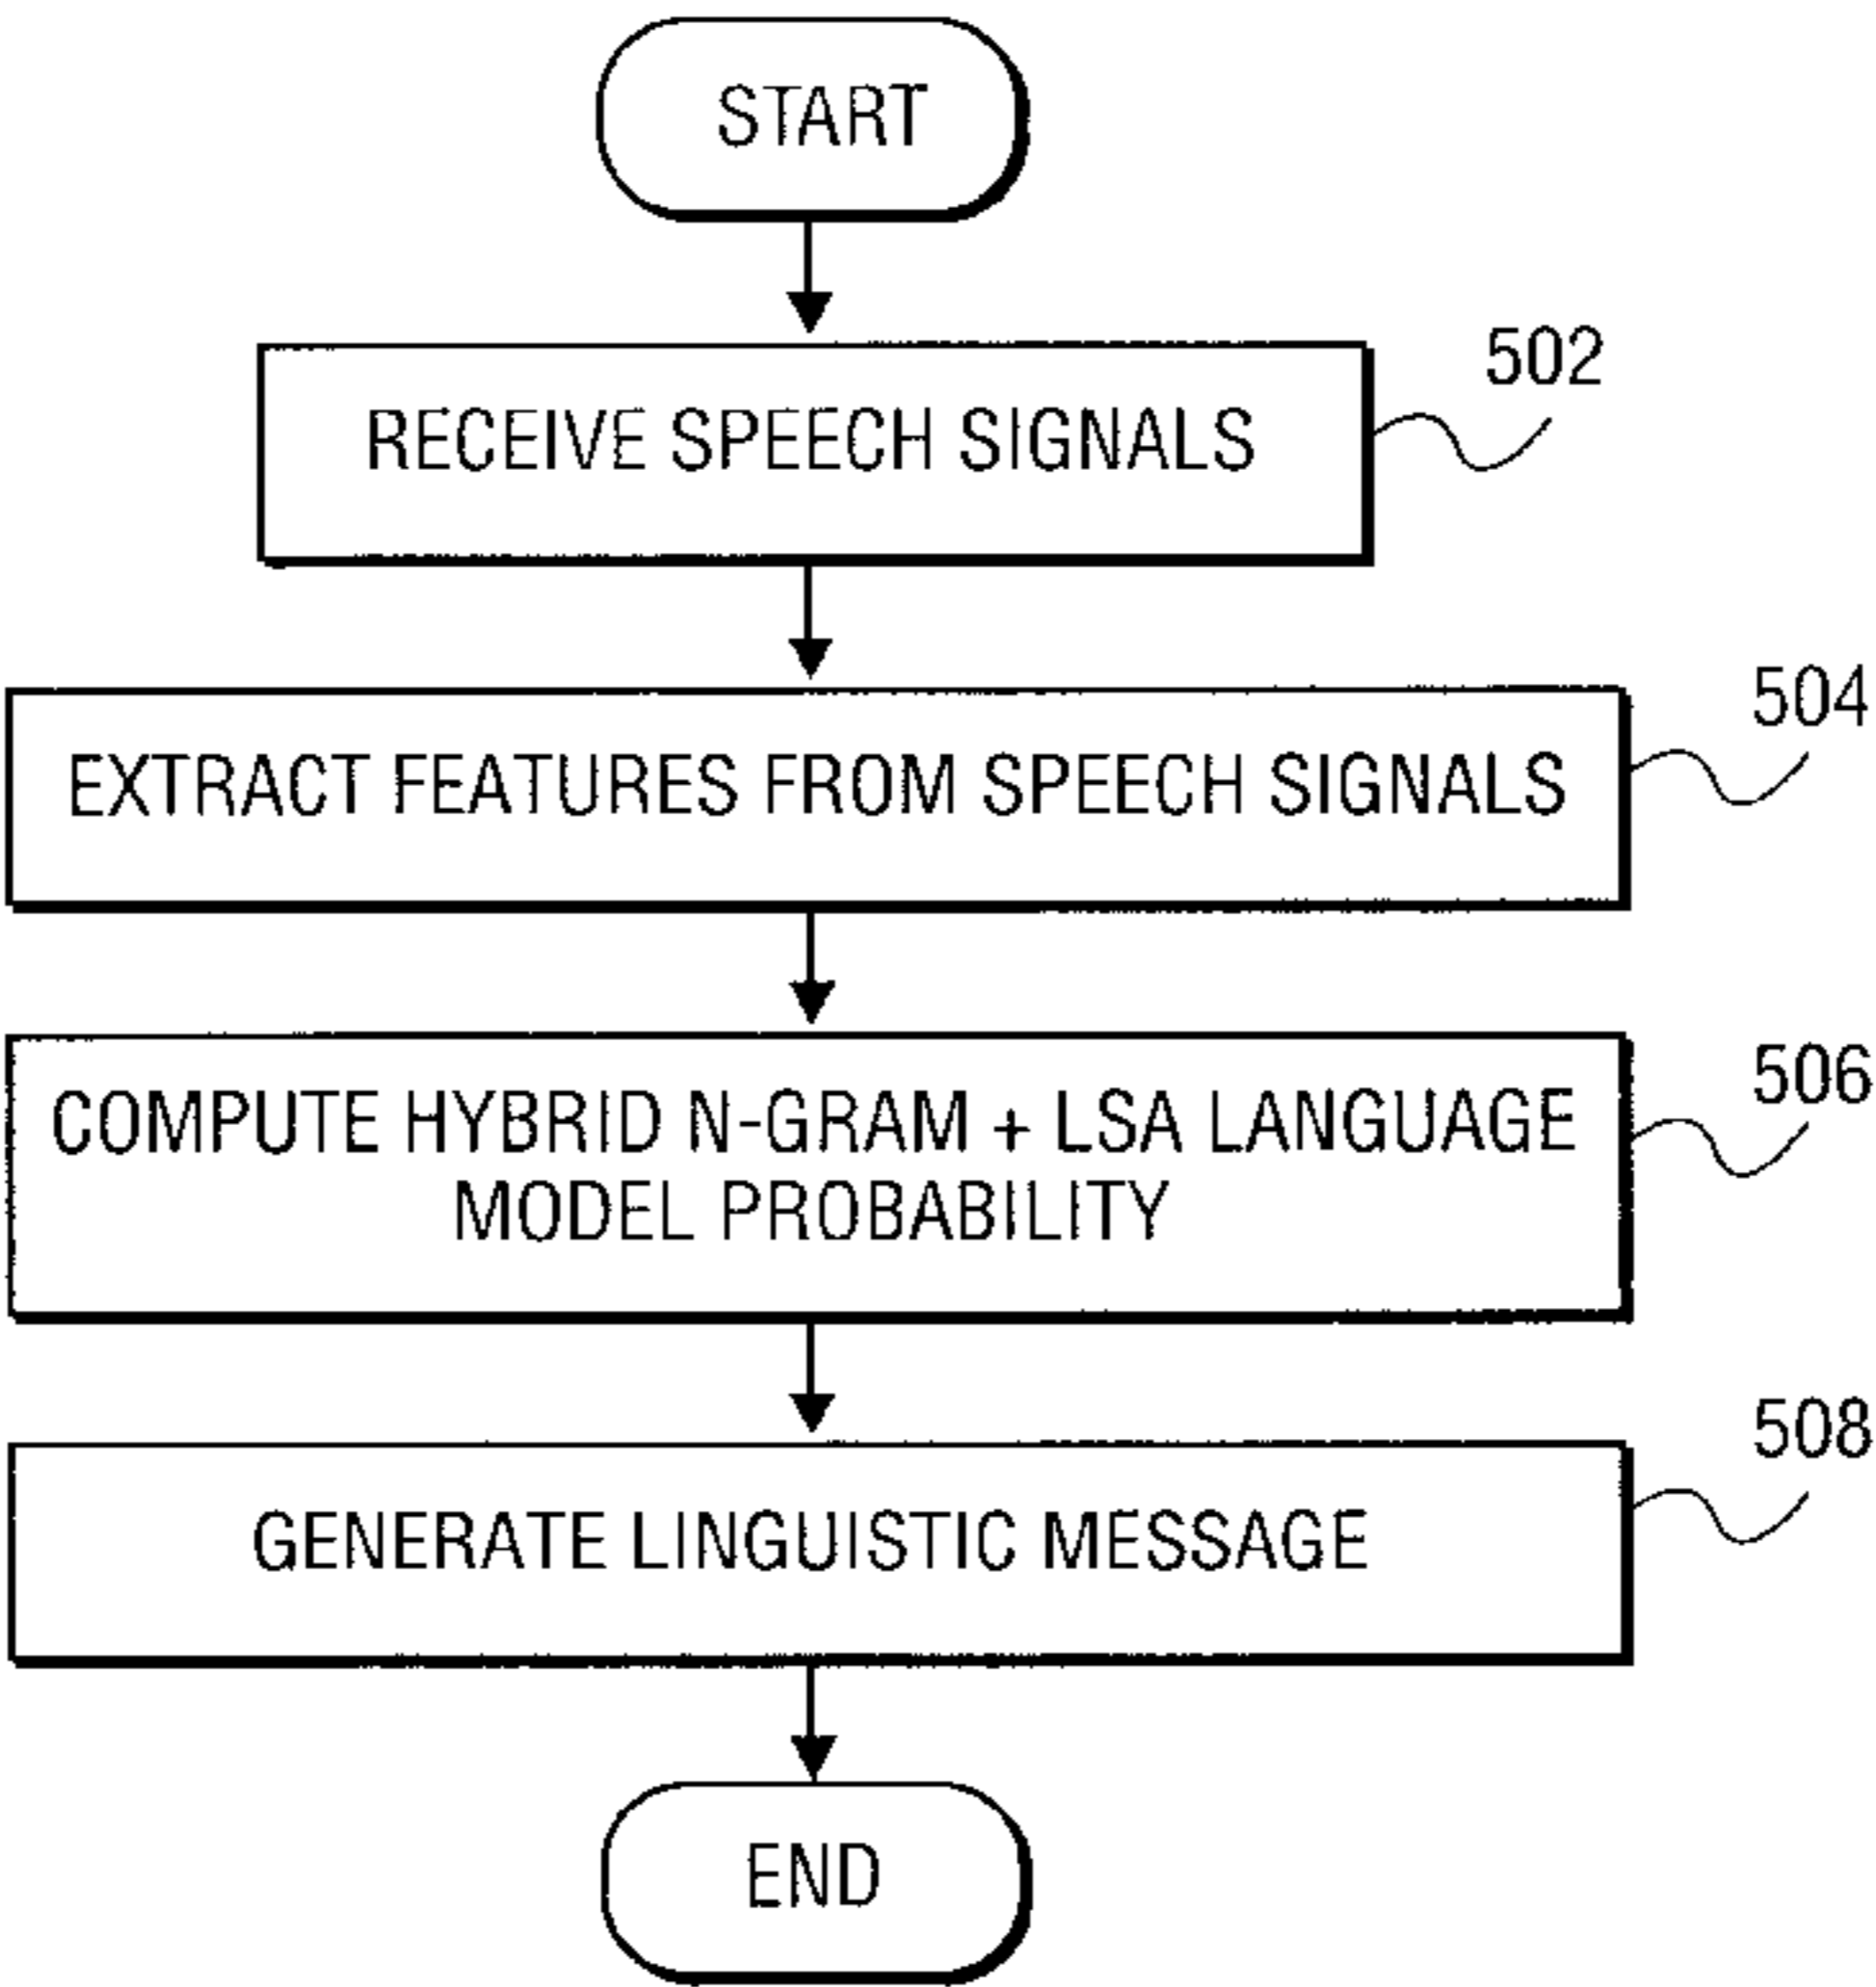 START
RECEIVE SPEECH SIGNALS
502
EXTRACT FEATURES FROM SPEECH SIGNALS
504
COMPUTE HYBRID N-GRAM + LSA LANGUAGE
MODEL PROBABILITY
506
GENERATE LINGUISTIC MESSAGE
508
END